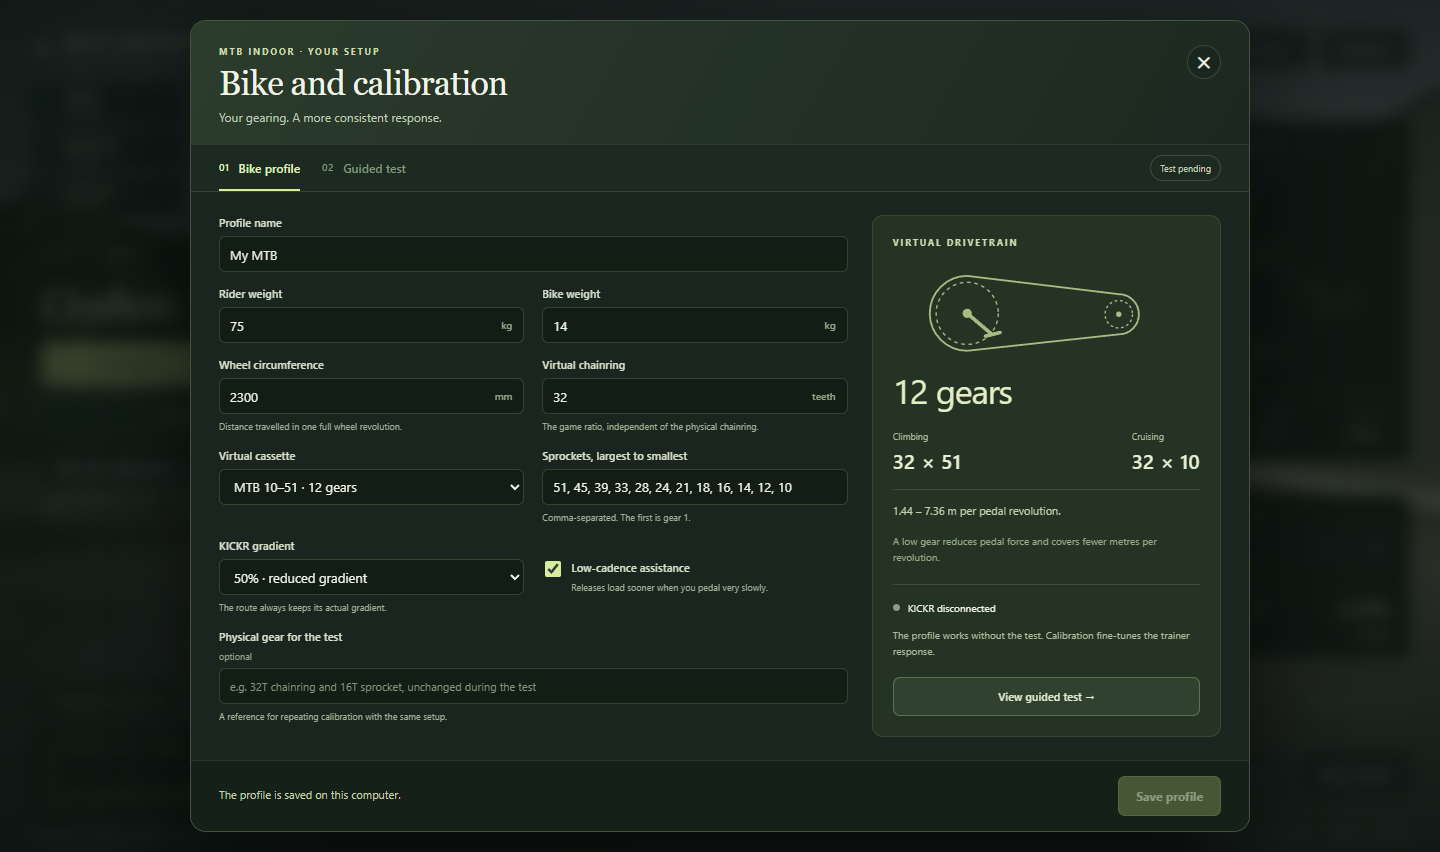 MTB INDOOR · YOUR SETUP
Bike and calibration
Your gearing. A more consistent response.
01 Bike profile 02 Guided test
Test pending
Profile name
My MTB
Rider weight
75 kg
Bike weight
14 kg
Wheel circumference
2300 mm
Distance travelled in one full wheel revolution.
Virtual chainring
32 teeth
The game ratio, independent of the physical chainring.
Virtual cassette
MTB 10–51 · 12 gears
Sprockets, largest to smallest
51, 45, 39, 33, 28, 24, 21, 18, 16, 14, 12, 10
Comma-separated. The first is gear 1.
KICKR gradient
50% · reduced gradient
The route always keeps its actual gradient.
Low-cadence assistance
Releases load sooner when you pedal very slowly.
Physical gear for the test
optional
e.g. 32T chainring and 16T sprocket, unchanged during the test
A reference for repeating calibration with the same setup.
VIRTUAL DRIVETRAIN
12 gears
Climbing
32 × 51
Cruising
32 × 10
1.44 – 7.36 m per pedal revolution.
A low gear reduces pedal force and covers fewer metres per
revolution.
KICKR disconnected
The profile works without the test. Calibration fine-tunes the trainer
response.
View guided test →
The profile is saved on this computer.
Save profile